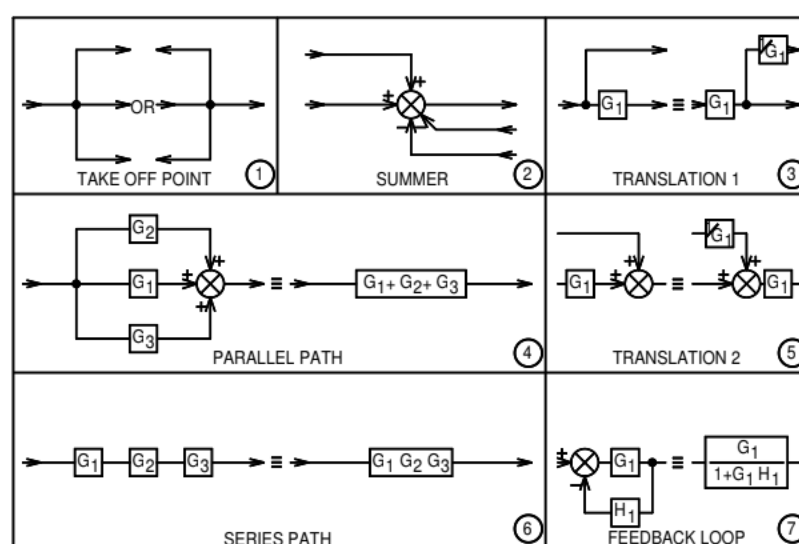 OR
TAKE OFF POINT
1
+
±
−
−
SUMMER
2
G1
≡
G1
1/G1
TRANSLATION 1
3
G2
G1
G3
+
±
+
≡
G1+ G2+ G3
PARALLEL PATH
4
G1
+
±
≡
1/G1
+
±
G1
TRANSLATION 2
5
G1 G2 G3
≡
G1 G2 G3
SERIES PATH
6
±
−
G1
H1
≡
G1
1+G1 H1
FEEDBACK LOOP
7